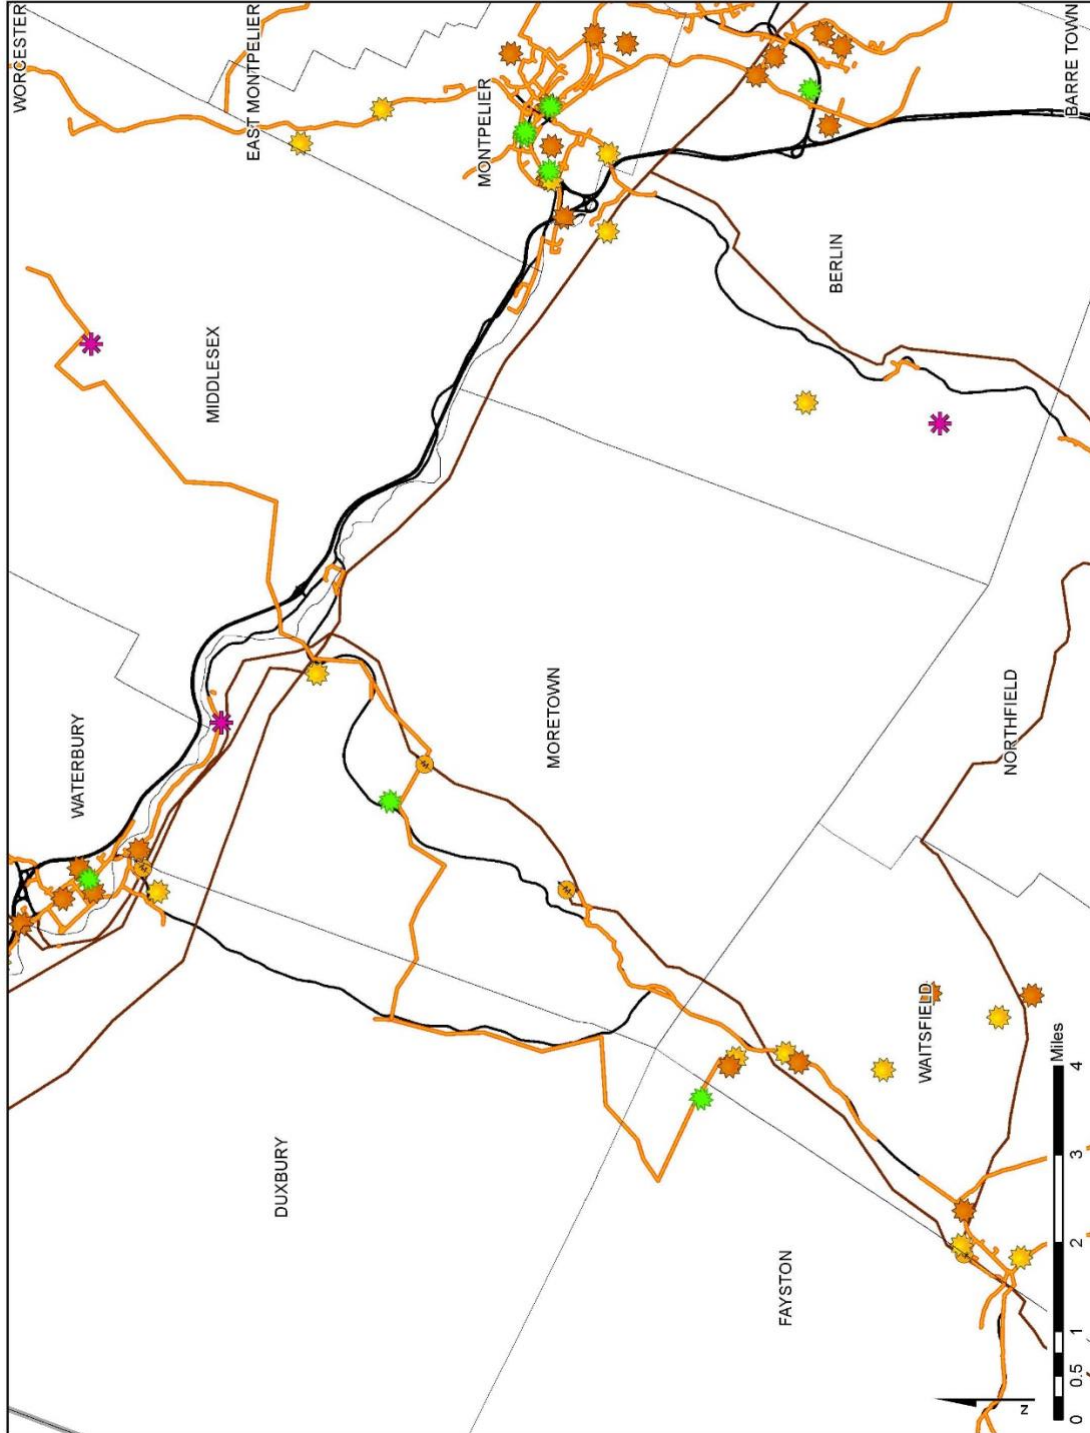 WORCESTER
EAST MONTPELIER
MONTPELIER
BARRE TOWN
MIDDLESEX
BERLIN
WATERBURY
MORETOWN
NORTHFIELD
DUXBURY
WAITSFIELD
FAYSTON
Miles
0 0.5 1 2 3 4
N